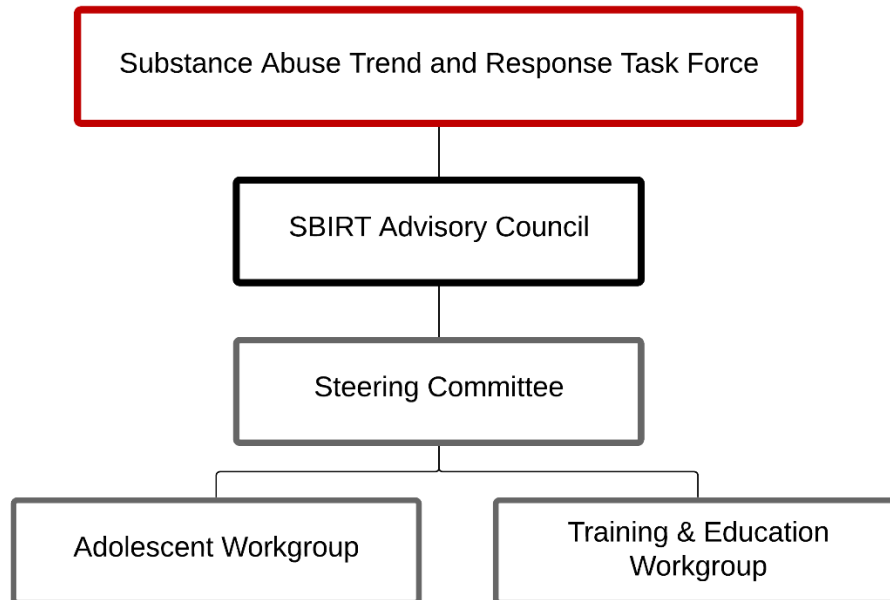 Substance Abuse Trend and Response Task Force
SBIRT Advisory Council
Steering Committee
Adolescent Workgroup
Training & Education
Workgroup